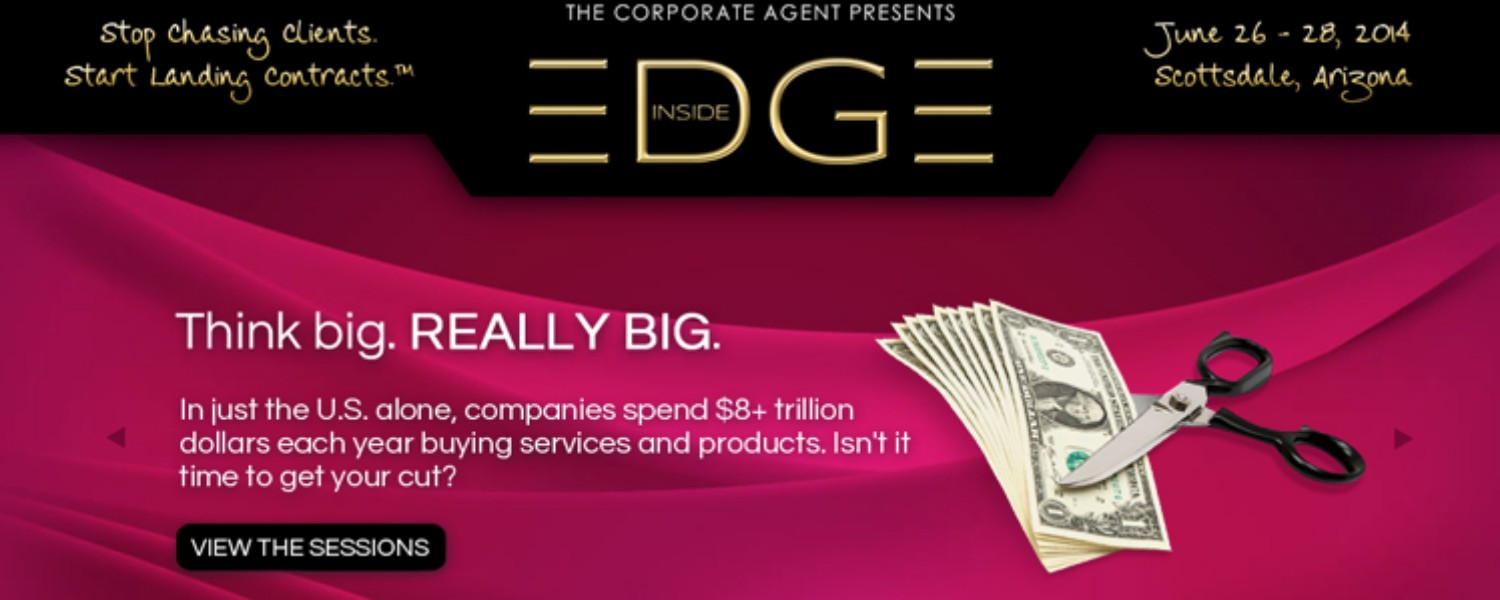 THE CORPORATE AGENT PRESENTS
Stop Chasing Clients.
Start Landing Contracts.™
EDGE
INSIDE
June 26 - 28, 2014
Scottsdale, Arizona
Think big. REALLY BIG.
In just the U.S. alone, companies spend $8+ trillion
dollars each year buying services and products. Isn't it
time to get your cut?
VIEW THE SESSIONS